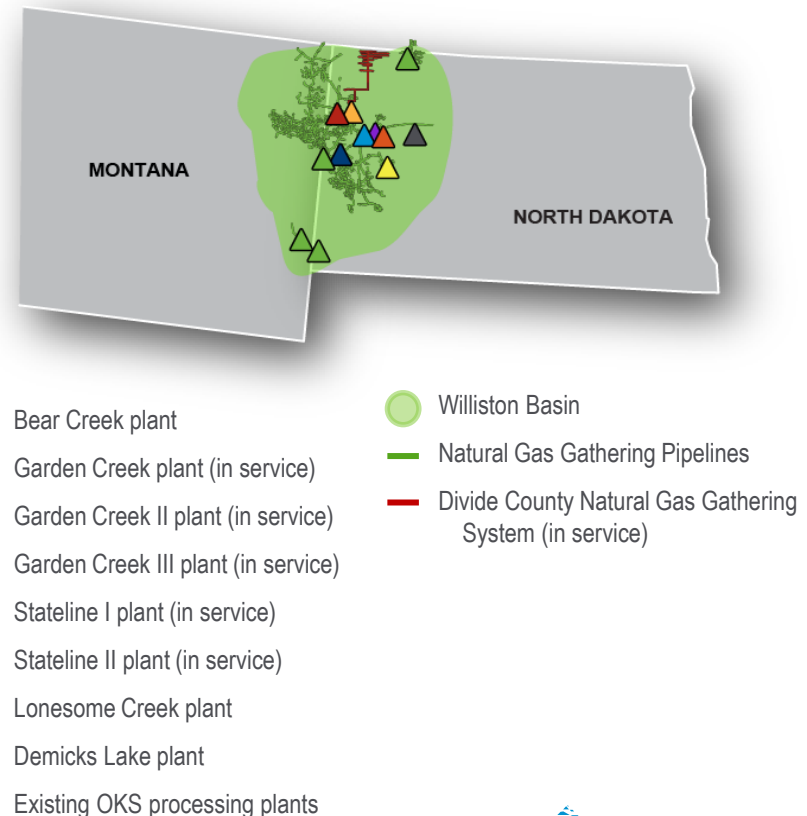 MONTANA
NORTH DAKOTA
Bear Creek plant
Garden Creek plant (in service)
Garden Creek II plant (in service)
Garden Creek III plant (in service)
Stateline I plant (in service)
Stateline II plant (in service)
Lonesome Creek plant
Demicks Lake plant
Existing OKS processing plants
Williston Basin
Natural Gas Gathering Pipelines
Divide County Natural Gas Gathering
System (in service)